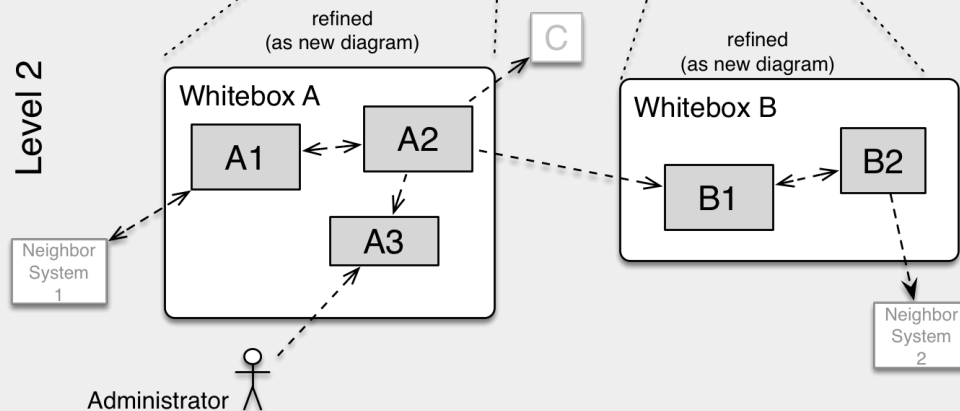 Level 2
refined
(as new diagram)
C
refined
(as new diagram)
Whitebox A
A1
A2
A3
Whitebox B
B1
B2
Neighbor
System
1
Neighbor
System
2
Administrator